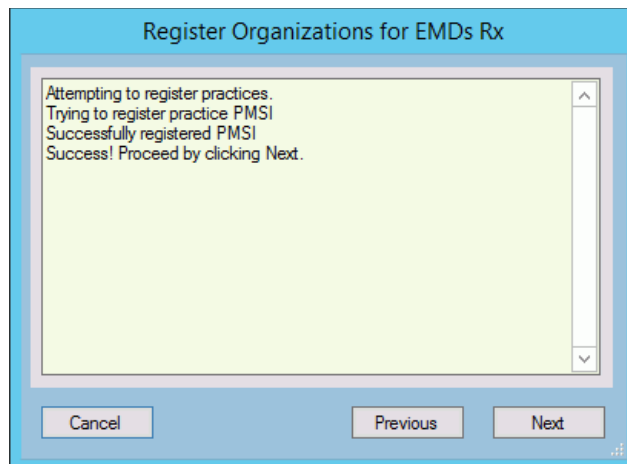 Register Organizations for EMDs Rx
Attempting to register practices.
Trying to register practice PMSI
Successfully registered PMSI
Success! Proceed by clicking Next.
Cancel
Previous
Next